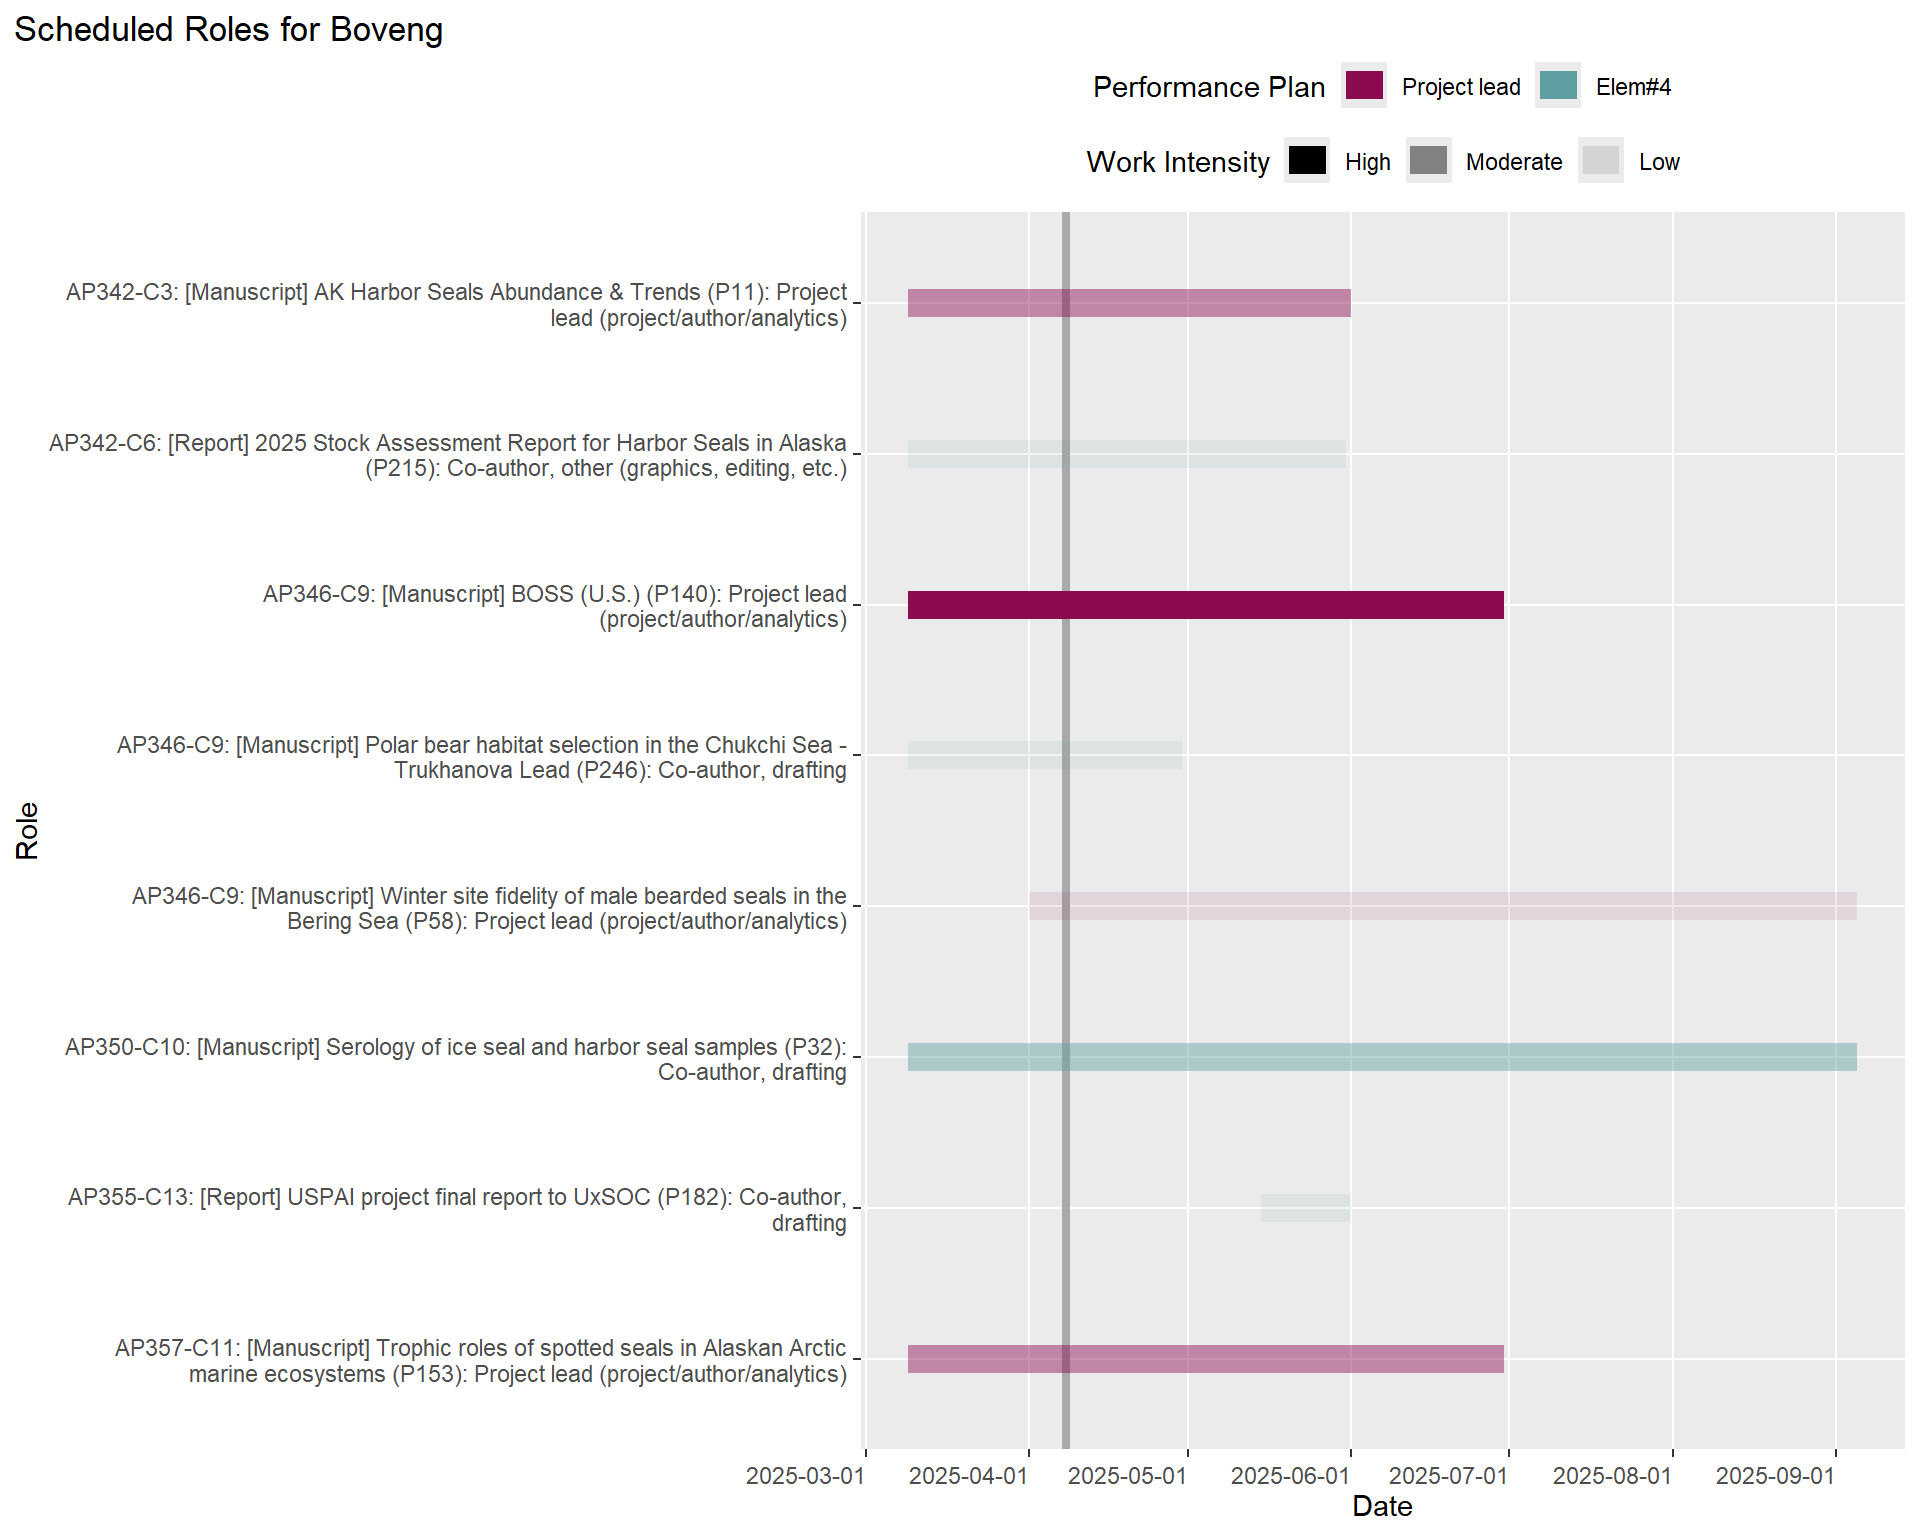 Scheduled Roles for Boveng
Performance Plan Project lead Elem#4
Work Intensity High Moderate Low
AP342-C3: [Manuscript] AK Harbor Seals Abundance & Trends (P11): Project
lead (project/author/analytics)
AP342-C6: [Report] 2025 Stock Assessment Report for Harbor Seals in Alaska
(P215): Co-author, other (graphics, editing, etc.)
AP346-C9: [Manuscript] BOSS (U.S.) (P140): Project lead
(project/author/analytics)
AP346-C9: [Manuscript] Polar bear habitat selection in the Chukchi Sea -
Trukhanova Lead (P246): Co-author, drafting
AP346-C9: [Manuscript] Winter site fidelity of male bearded seals in the
Bering Sea (P58): Project lead (project/author/analytics)
AP350-C10: [Manuscript] Serology of ice seal and harbor seal samples (P32):
Co-author, drafting
AP355-C13: [Report] USPAI project final report to UxSOC (P182): Co-author,
drafting
AP357-C11: [Manuscript] Trophic roles of spotted seals in Alaskan Arctic
marine ecosystems (P153): Project lead (project/author/analytics)
Role
2025-03-01 2025-04-01 2025-05-01 2025-06-01 2025-07-01 2025-08-01 2025-09-01
Date